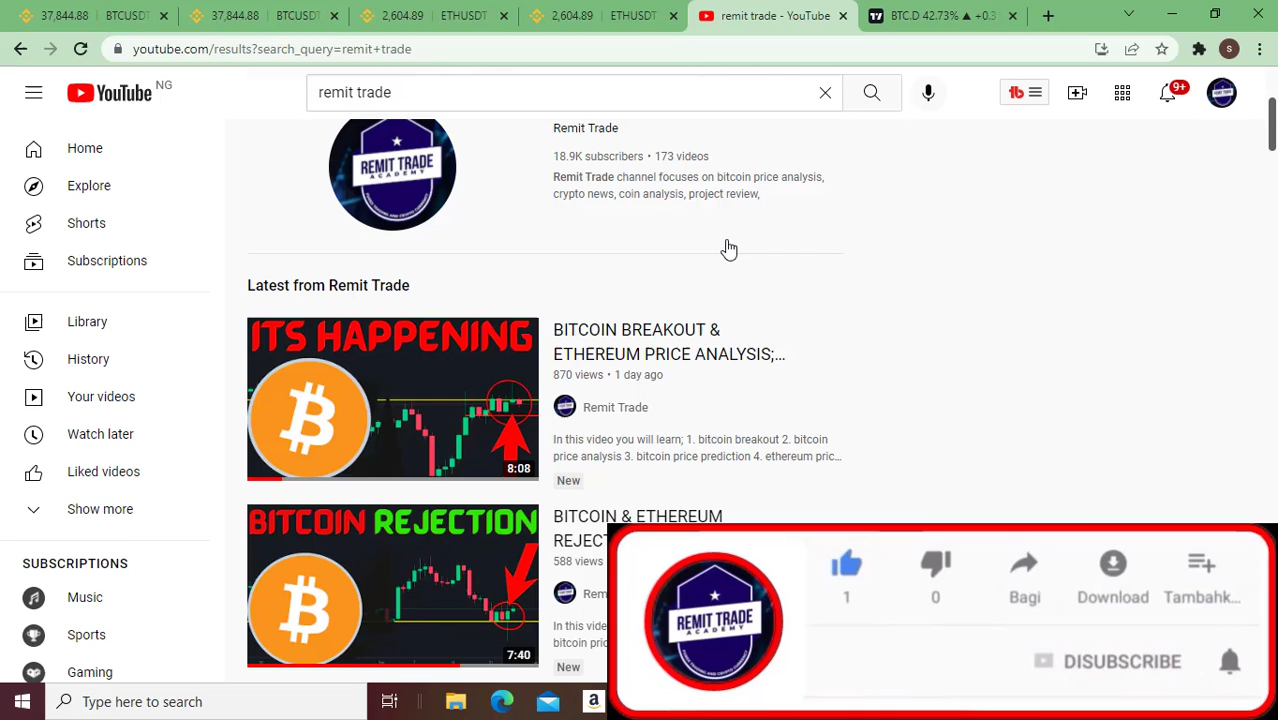 37,844.88 BTCUSDT
37,844.88 BTCUSDT
2,604.89 ETHUSDT
2,604.89 ETHUSDT
remit trade - YouTube
BTC.D 42.73% ▲ +0.3
youtube.com/results?search_query=remit+trade
S
YouTube NG
remit trade
9+
REMIT TRADE
ACADEMY
Remit Trade
18.9K subscribers • 173 videos
Remit Trade channel focuses on bitcoin price analysis,
crypto news, coin analysis, project review,
Home
Explore
Shorts
Subscriptions
Library
History
Your videos
Watch later
Liked videos
Show more
SUBSCRIPTIONS
Music
Sports
Gaming
Latest from Remit Trade
ITS HAPPENING
8:08
BITCOIN BREAKOUT &
ETHEREUM PRICE ANALYSIS;...
870 views • 1 day ago
Remit Trade
In this video you will learn; 1. bitcoin breakout 2. bitcoin
price analysis 3. bitcoin price prediction 4. ethereum pric...
New
BITCOIN REJECTION
7:40
BITCOIN & ETHEREUM
REJECT
588 views
Rem
In this vi
bitcoin pr
New
REMIT TRADE
ACADEMY
1
0
Bagi
Download
Tambahk...
DISUBSCRIBE
Type here to search